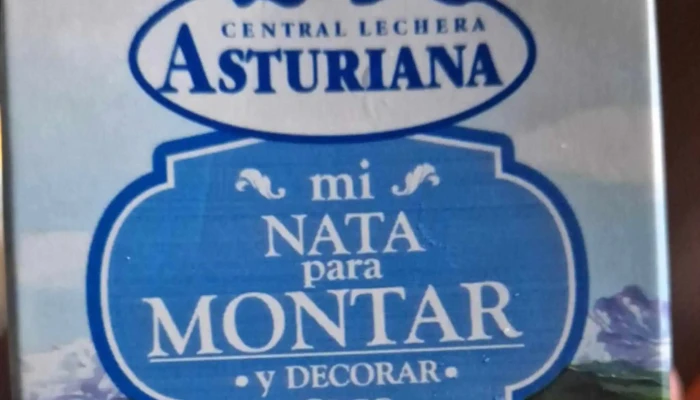 CENTRAL LECHERA
ASTURIANA
mi
NATA
para
MONTAR
• y DECORAR •